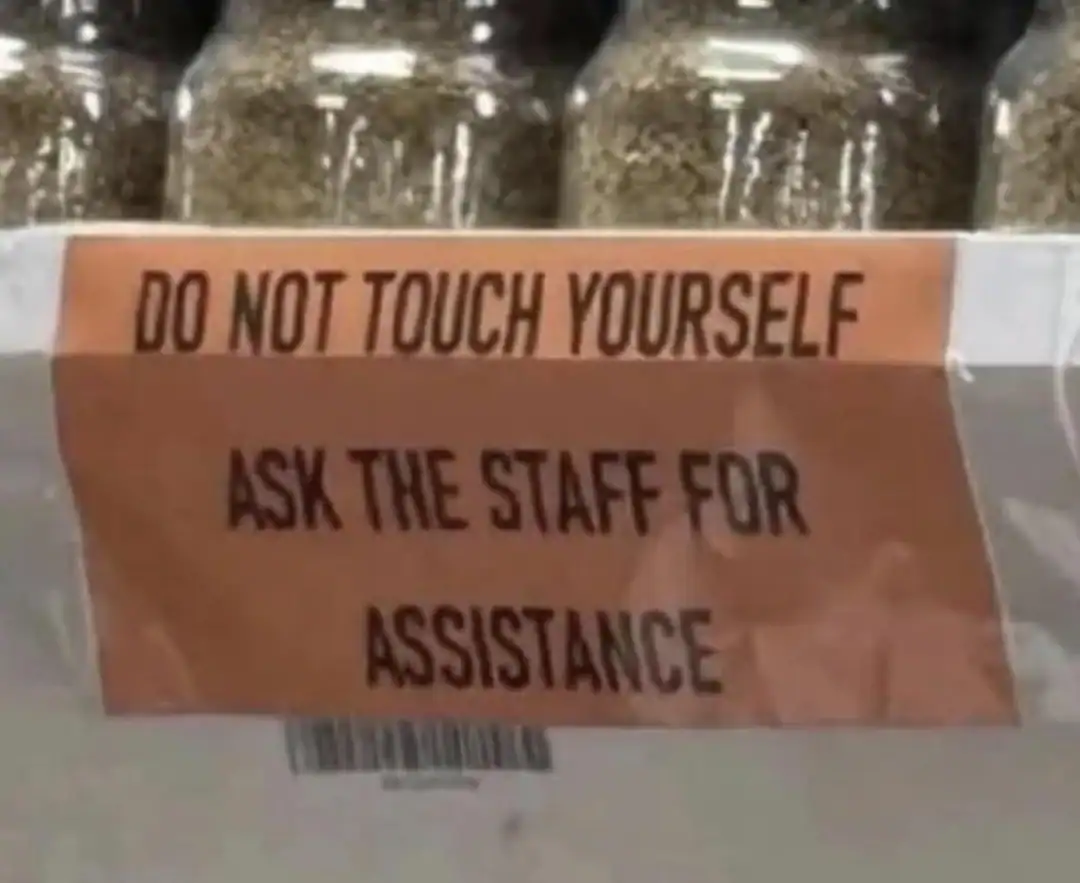 DO NOT TOUCH YOURSELF
ASK THE STAFF FOR
ASSISTANCE